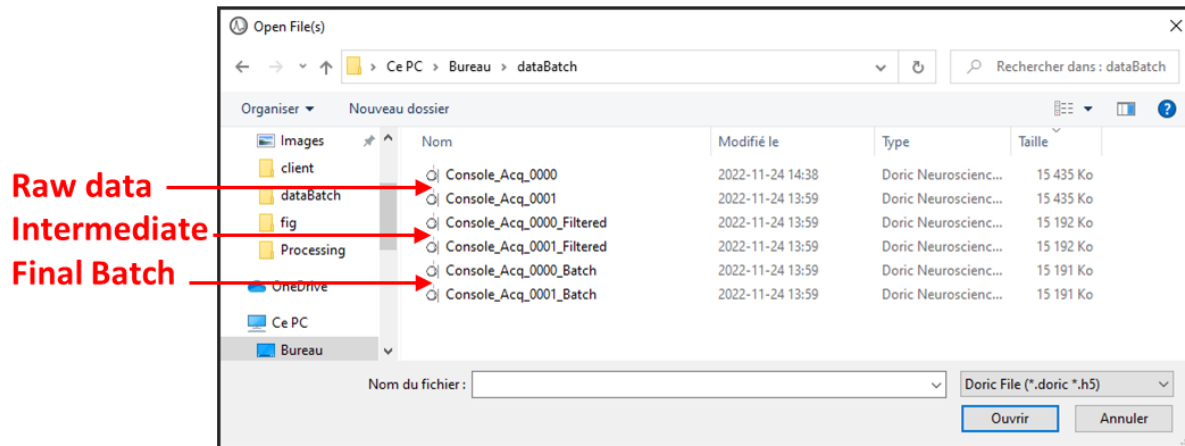 Open File(s)
Ce PC > Bureau > dataBatch
Rechercher dans : dataBatch
Organiser
Nouveau dossier
Images
client
dataBatch
fig
Processing
OneDrive
Ce PC
Bureau
Nom Modifié le Type Taille
Console_Acq_0000 2022-11-24 14:38 Doric Neuroscienc... 15 435 Ko
Console_Acq_0001 2022-11-24 13:59 Doric Neuroscienc... 15 435 Ko
Console_Acq_0000_Filtered 2022-11-24 13:59 Doric Neuroscienc... 15 192 Ko
Console_Acq_0001_Filtered 2022-11-24 13:59 Doric Neuroscienc... 15 192 Ko
Console_Acq_0000_Batch 2022-11-24 13:59 Doric Neuroscienc... 15 191 Ko
Console_Acq_0001_Batch 2022-11-24 13:59 Doric Neuroscienc... 15 191 Ko
Raw data
Intermediate
Final Batch
Nom du fichier :
Doric File (*.doric *.h5)
Ouvrir
Annuler